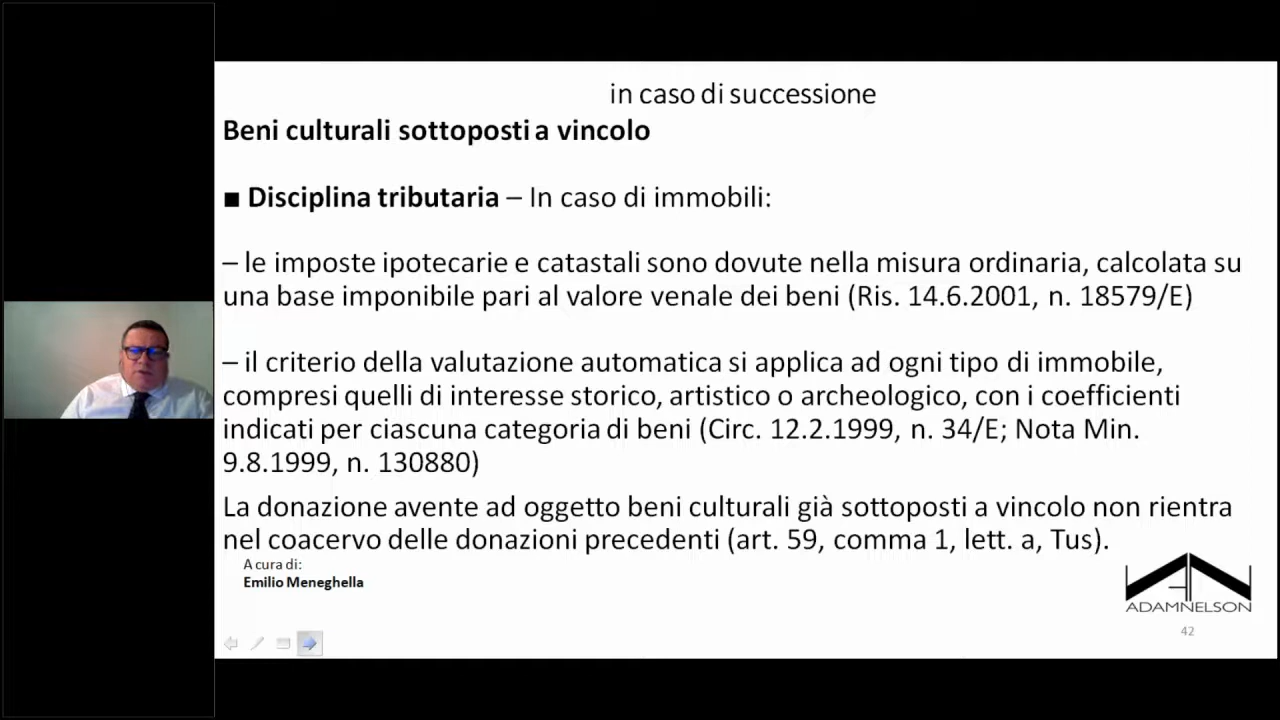 in caso di successione
Beni culturali sottoposti a vincolo
■ Disciplina tributaria – In caso di immobili:
– le imposte ipotecarie e catastali sono dovute nella misura ordinaria, calcolata su
una base imponibile pari al valore venale dei beni (Ris. 14.6.2001, n. 18579/E)
– il criterio della valutazione automatica si applica ad ogni tipo di immobile,
compresi quelli di interesse storico, artistico o archeologico, con i coefficienti
indicati per ciascuna categoria di beni (Circ. 12.2.1999, n. 34/E; Nota Min.
9.8.1999, n. 130880)
La donazione avente ad oggetto beni culturali già sottoposti a vincolo non rientra
nel coacervo delle donazioni precedenti (art. 59, comma 1, lett. a, Tus).
A cura di:
Emilio Meneghella
ADAMNELSON
42